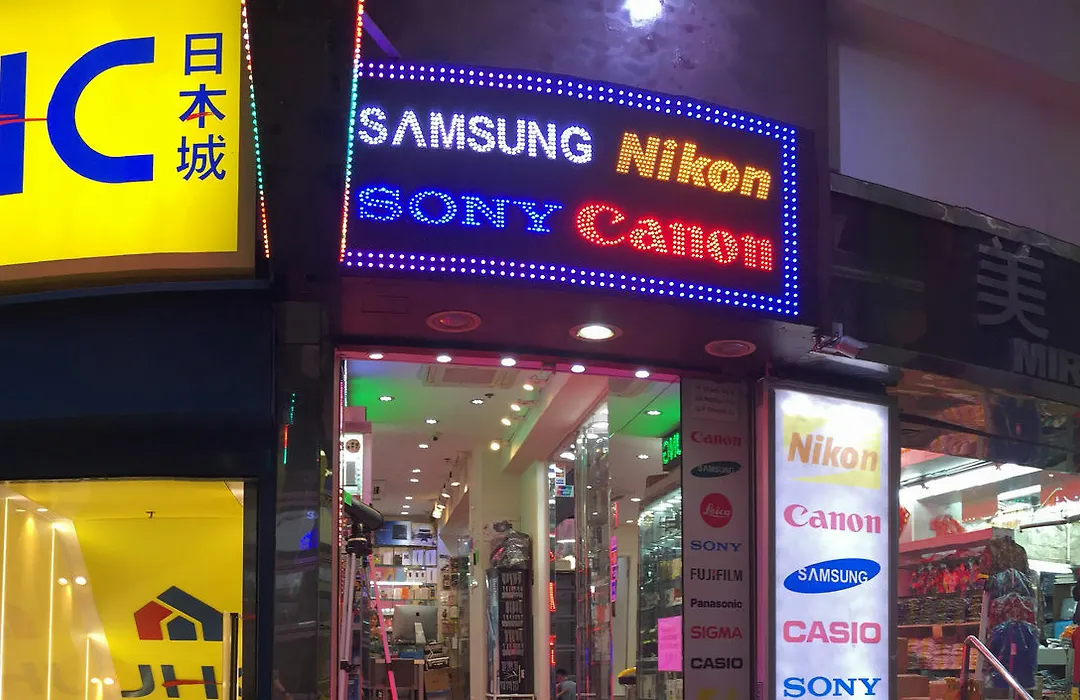 HC
日本城
SAMSUNG Nikon
SONY Canon
美
MIR
Canon
SAMSUNG
Leica
SONY
FUJIFILM
Panasonic
SIGMA
CASIO
Nikon
Canon
SAMSUNG
CASIO
SONY
JH